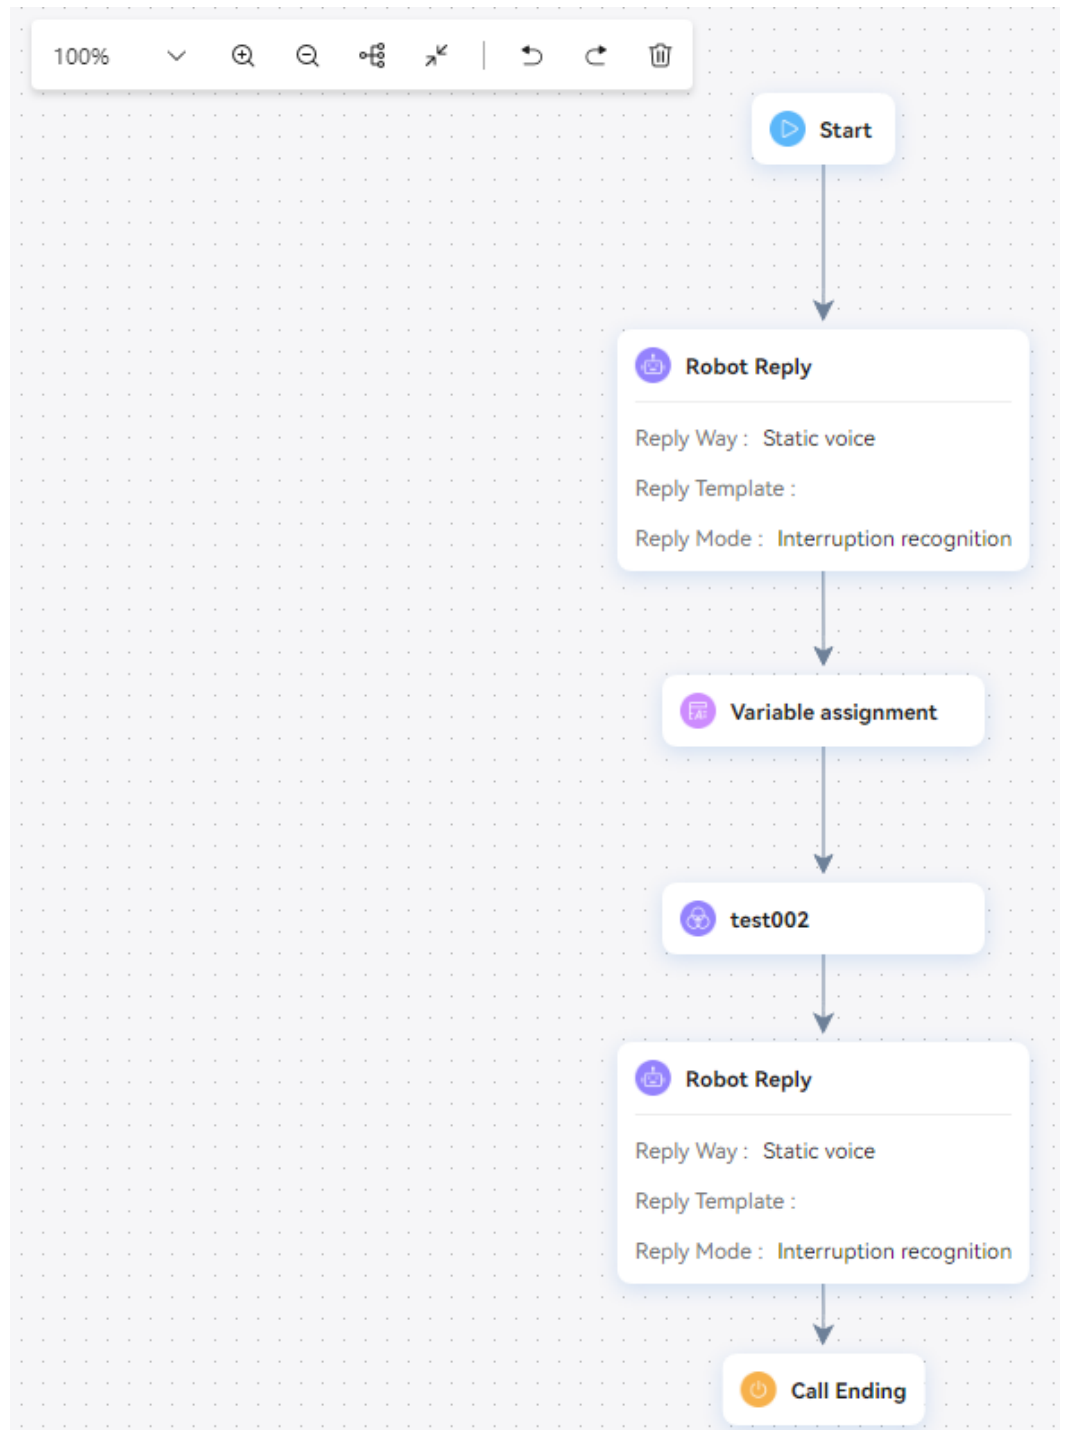 100%
Start
Robot Reply
Reply Way : Static voice
Reply Template :
Reply Mode : Interruption recognition
Variable assignment
test002
Robot Reply
Reply Way : Static voice
Reply Template :
Reply Mode : Interruption recognition
Call Ending